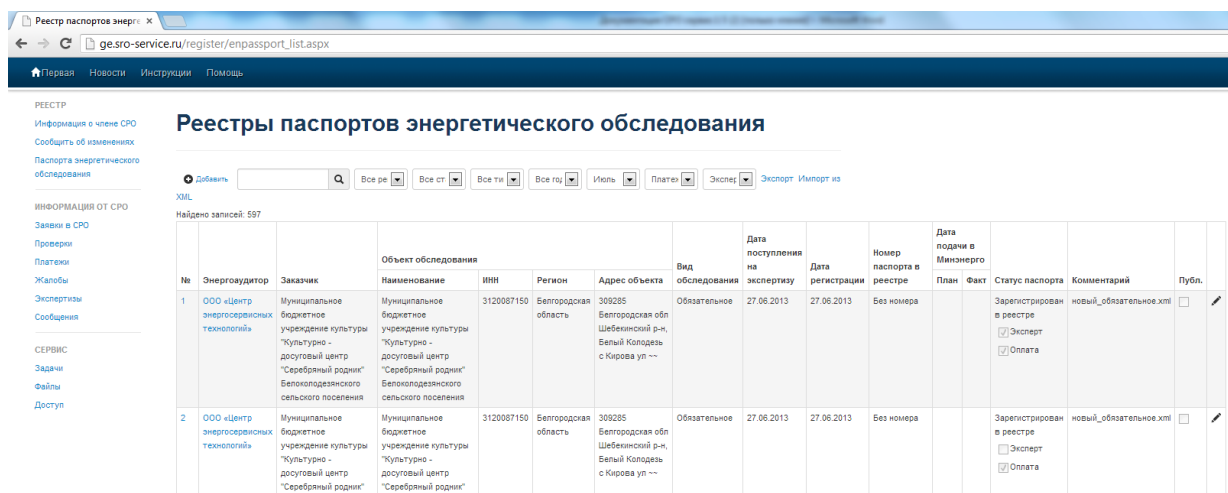 Реестр паспортов энерге ×
ge.sro-service.ru/register/enpassport_list.aspx
Первая Новости Инструкции Помощь
РЕЕСТР
Информация о члене СРО
Сообщить об изменениях
Паспорта энергетического
обследования
ИНФОРМАЦИЯ ОТ СРО
Заявки в СРО
Проверки
Платежи
Жалобы
Экспертизы
Сообщения
СЕРВИС
Задачи
Файлы
Доступ
Реестры паспортов энергетического обследования
Добавить Все ре Все ст Все ти Все год Июль Платеж Экспер Экспорт Импорт из
XML
Найдено записей: 597
№ Энергоаудитор Заказчик Объект обследования Вид обследования Дата поступления на экспертизу Дата регистрации Номер паспорта в реестре Дата подачи в Минэнерго Статус паспорта Комментарий Публ.
Наименование ИНН Регион Адрес объекта План Факт
1 ООО «Центр Муниципальное Муниципальное 3120087150 Белгородская 309285 Обязательное 27.06.2013 27.06.2013 Без номера Зарегистрирован новый_обязательное.xml
энергосервисных бюджетное бюджетное область Белгородская обл в реестре
технологий» учреждение культуры учреждение культуры Шебекинский р-н, Эксперт
"Культурно - "Культурно - Белый Колодезь
досуговый центр досуговый центр с Кирова ул ~~ Оплата
"Серебряный родник" "Серебряный родник"
Белоколодезянского Белоколодезянского
сельского поселения сельского поселения
2 ООО «Центр Муниципальное Муниципальное 3120087150 Белгородская 309285 Обязательное 27.06.2013 27.06.2013 Без номера Зарегистрирован новый_обязательное.xml
энергосервисных бюджетное бюджетное область Белгородская обл в реестре
технологий» учреждение культуры учреждение культуры Шебекинский р-н, Эксперт
"Культурно - "Культурно - Белый Колодезь
досуговый центр досуговый центр с Кирова ул ~~ Оплата
"Серебряный родник" "Серебряный родник"